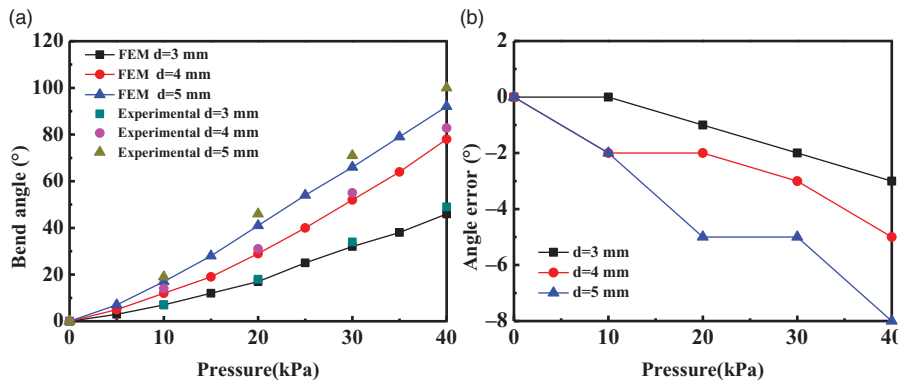 (a)
120
100
80
60
40
20
0
Bend angle (°)
FEM d=3 mm
FEM d=4 mm
FEM d=5 mm
Experimental d=3 mm
Experimental d=4 mm
Experimental d=5 mm
0 10 20 30 40
Pressure(kPa)
(b)
2
0
−2
−4
−6
−8
Angle error (°)
d=3 mm
d=4 mm
d=5 mm
0 10 20 30 40
Pressure(kPa)